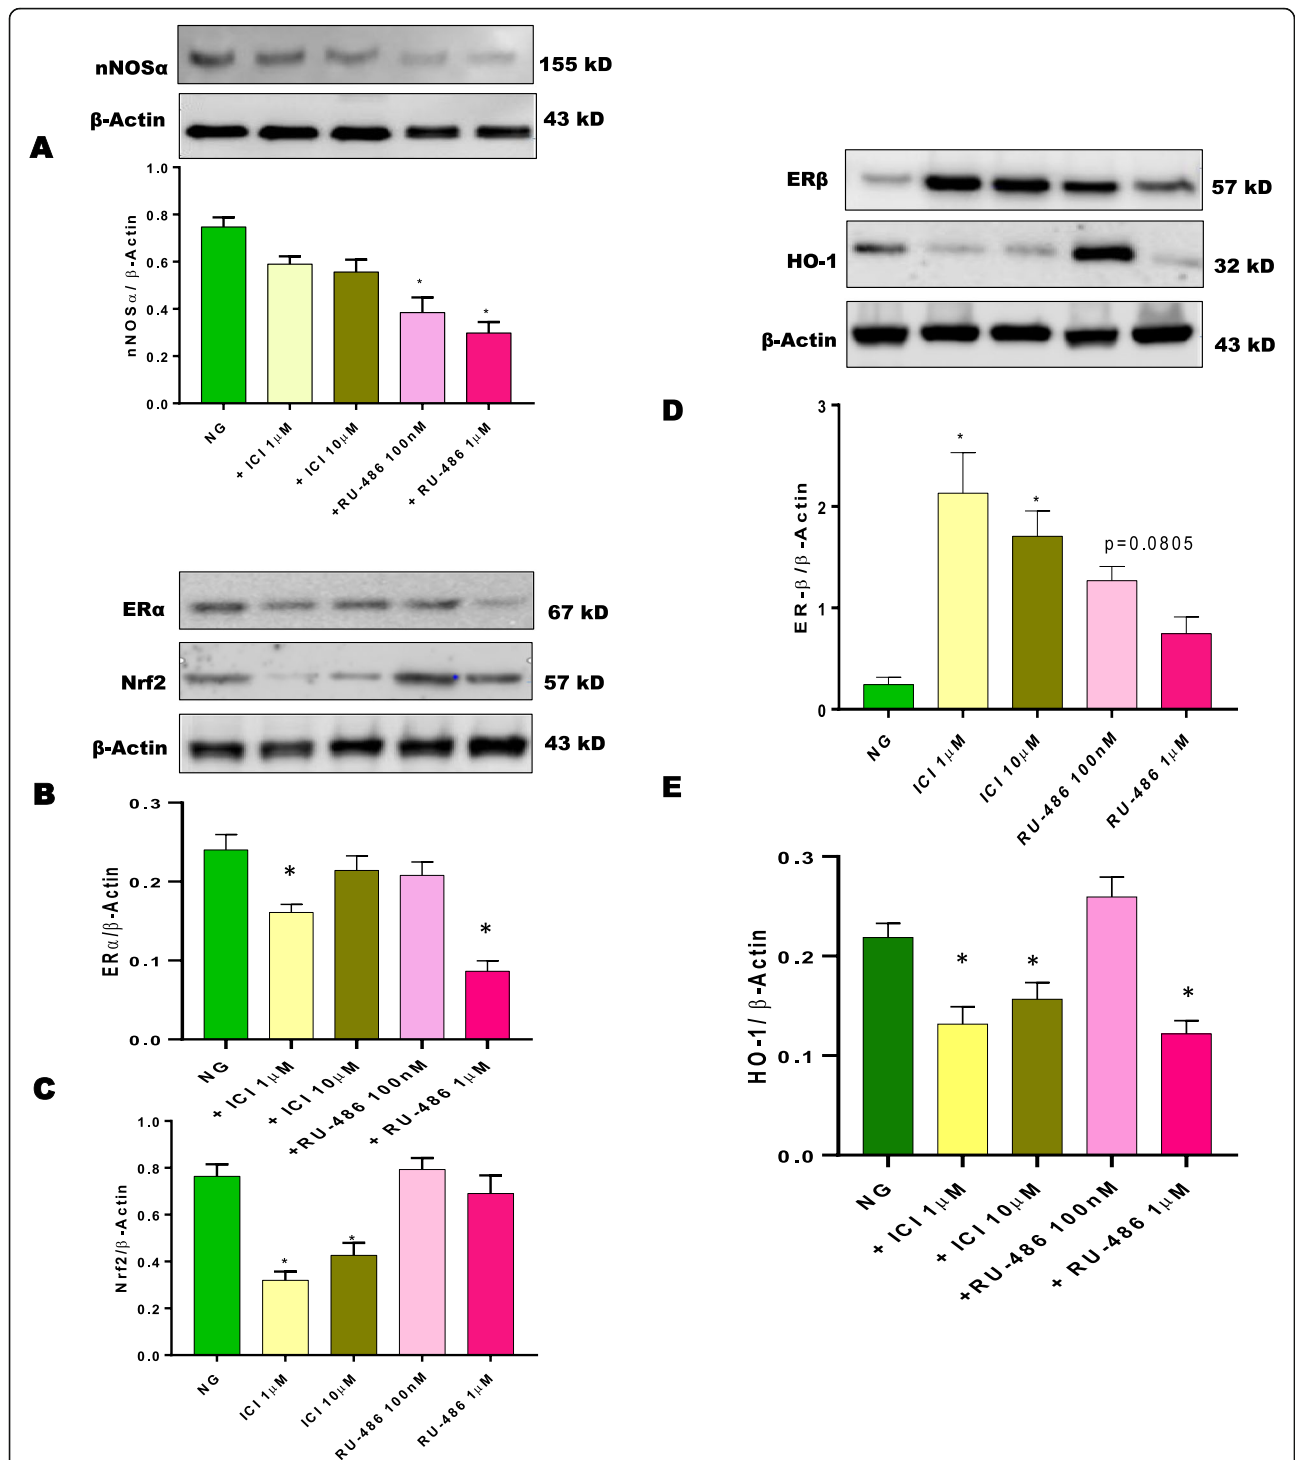 nNOSα
155 kD
β-Actin
43 kD
A
1.0
0.8
0.6
0.4
0.2
0.0
nNOSα/ β-Actin
*
*
NG
+ ICI 1μM
+ ICI 10μM
+RU-486 100nM
+ RU-486 1μM
ERα
67 kD
Nrf2
57 kD
β-Actin
43 kD
B
0.3
0.2
0.1
0.0
ERα/β-Actin
*
*
NG
+ ICI 1μM
+ ICI 10μM
+RU-486 100nM
+ RU-486 1μM
C
1.0
0.8
0.6
0.4
0.2
0.0
Nrf2/β-Actin
*
*
NG
ICI 1μM
ICI 10μM
RU-486 100nM
RU-486 1μM
ERβ
57 kD
HO-1
32 kD
β-Actin
43 kD
D
3
2
1
0
ER-β/β-Actin
*
*
p=0.0805
NG
ICI 1μM
ICI 10μM
RU-486 100nM
RU-486 1μM
E
0.3
0.2
0.1
0.0
HO-1/ β-Actin
*
*
*
NG
+ ICI 1μM
+ ICI 10μM
+RU-486 100nM
+ RU-486 1μM